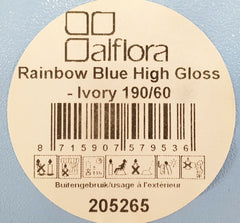 alflora
Rainbow Blue High Gloss
- Ivory 190/60
8 715907 579536
Buitengebruik/usage à l'extérieur
205265